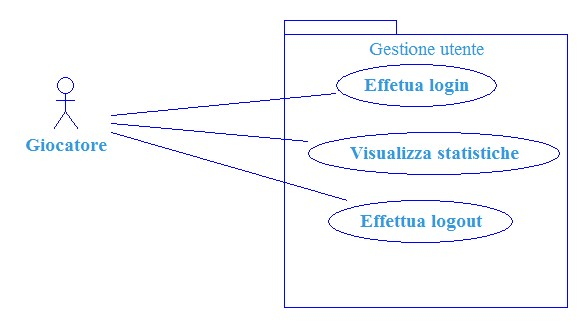 Gestione utente
Effetua login
Giocatore
Visualizza statistiche
Effettua logout